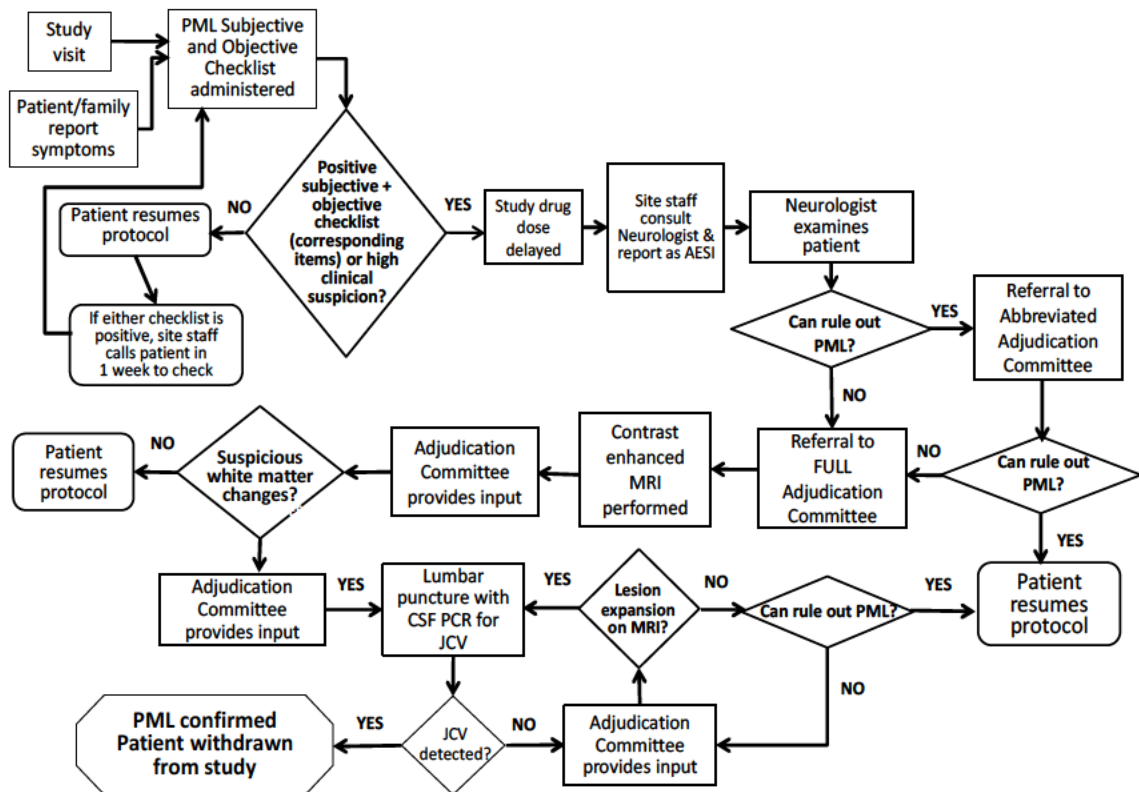 Study
visit
PML Subjective
and Objective
Checklist
administered
Patient/family
report
symptoms
Positive
subjective +
objective
checklist
(corresponding
items) or high
clinical
suspicion?
NO
YES
Patient resumes
protocol
If either checklist is
positive, site staff
calls patient in
1 week to check
Study drug
dose
delayed
Site staff
consult
Neurologist &
report as AESI
Neurologist
examines
patient
Can rule out
PML?
YES
NO
Referral to
Abbreviated
Adjudication
Committee
Can rule out
PML?
NO
YES
Referral to
FULL
Adjudication
Committee
Contrast
enhanced
MRI
performed
Adjudication
Committee
provides input
Suspicious
white matter
changes?
NO
Patient
resumes
protocol
Adjudication
Committee
provides input
YES
Lumbar
puncture with
CSF PCR for
JCV
YES
Lesion
expansion
on MRI?
NO
Can rule out PML?
YES
NO
Patient
resumes
protocol
JCV
detected?
YES
NO
PML confirmed
Patient withdrawn
from study
Adjudication
Committee
provides input